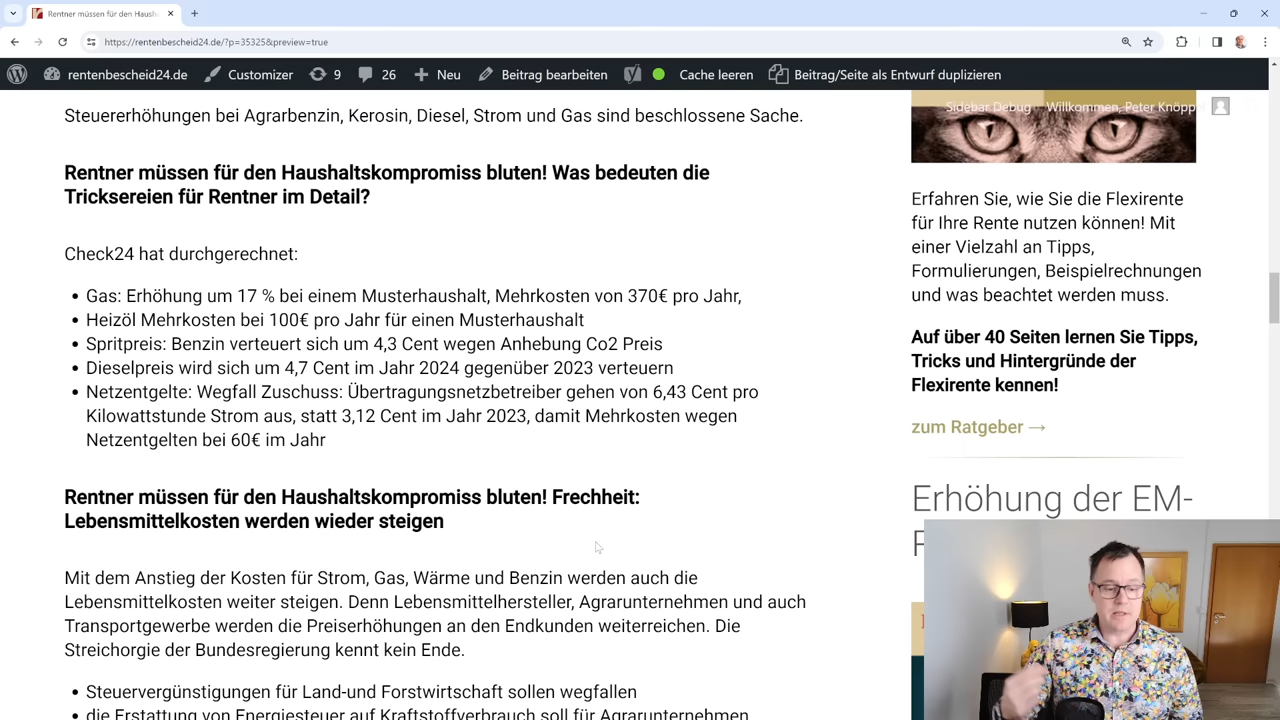 Rentner müssen für den Haush
https://rentenbescheid24.de/?p=35325&preview=true
rentenbescheid24.de
Customizer
9
26
Neu
Beitrag bearbeiten
Cache leeren
Beitrag/Seite als Entwurf duplizieren
Sidebar Debug
Willkommen, Peter Knöpp
Steuererhöhungen bei Agrarbenzin, Kerosin, Diesel, Strom und Gas sind beschlossene Sache.
Rentner müssen für den Haushaltskompromiss bluten! Was bedeuten die
Tricksereien für Rentner im Detail?
Check24 hat durchgerechnet:
• Gas: Erhöhung um 17 % bei einem Musterhaushalt, Mehrkosten von 370€ pro Jahr,
• Heizöl Mehrkosten bei 100€ pro Jahr für einen Musterhaushalt
• Spritpreis: Benzin verteuert sich um 4,3 Cent wegen Anhebung Co2 Preis
• Dieselpreis wird sich um 4,7 Cent im Jahr 2024 gegenüber 2023 verteuern
• Netzentgelte: Wegfall Zuschuss: Übertragungsnetzbetreiber gehen von 6,43 Cent pro
Kilowattstunde Strom aus, statt 3,12 Cent im Jahr 2023, damit Mehrkosten wegen
Netzentgelten bei 60€ im Jahr
Rentner müssen für den Haushaltskompromiss bluten! Frechheit:
Lebensmittelkosten werden wieder steigen
Mit dem Anstieg der Kosten für Strom, Gas, Wärme und Benzin werden auch die
Lebensmittelkosten weiter steigen. Denn Lebensmittelhersteller, Agrarunternehmen und auch
Transportgewerbe werden die Preiserhöhungen an den Endkunden weiterreichen. Die
Streichorgie der Bundesregierung kennt kein Ende.
• Steuervergünstigungen für Land-und Forstwirtschaft sollen wegfallen
• die Erstattung von Energiesteuer auf Kraftstoffverbrauch soll für Agrarunternehmen
Erfahren Sie, wie Sie die Flexirente
für Ihre Rente nutzen können! Mit
einer Vielzahl an Tipps,
Formulierungen, Beispielrechnungen
und was beachtet werden muss.
Auf über 40 Seiten lernen Sie Tipps,
Tricks und Hintergründe der
Flexirente kennen!
zum Ratgeber →
Erhöhung der EM-